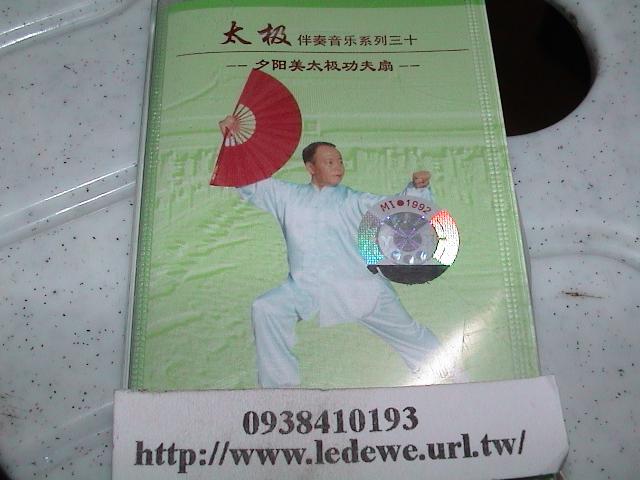 太极 伴奏音乐系列三十
-- 夕阳美太极功夫扇 --
MI●1992
0938410193
http://www.ledewe.url.tw/